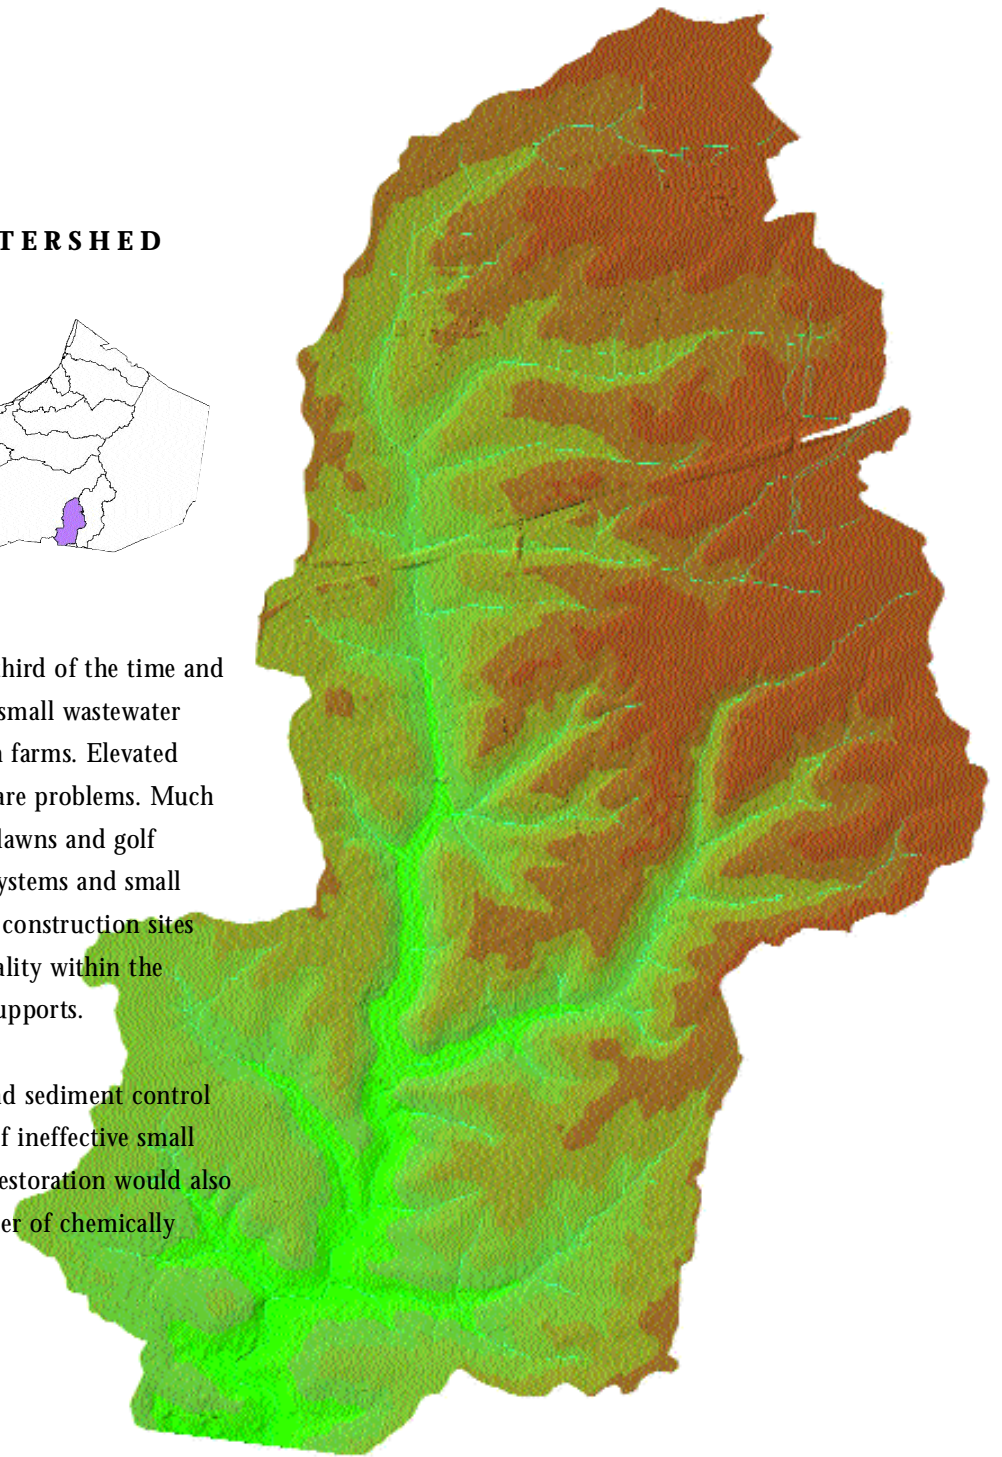 TERSHED
hird of the time and
small wastewater
farms. Elevated
are problems. Much
lawns and golf
ystems and small
construction sites
ality within the
upports.
d sediment control
f ineffective small
estoration would also
er of chemically